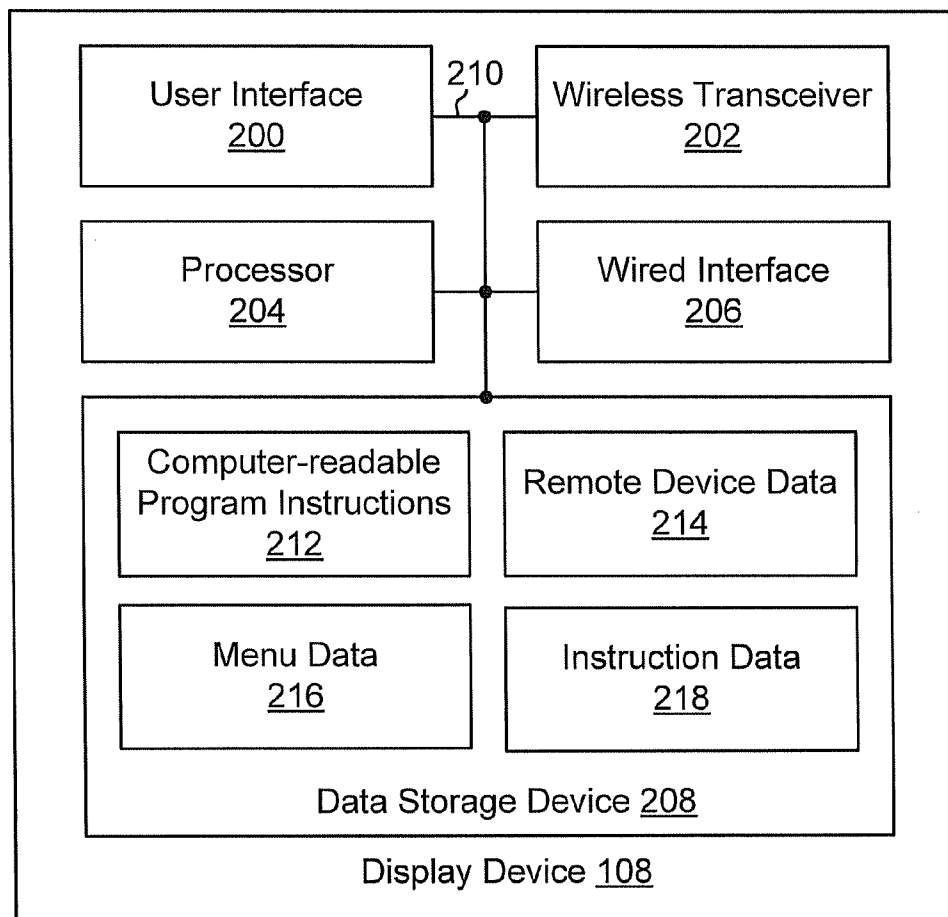 User Interface
200
210
Wireless Transceiver
202
Processor
204
Wired Interface
206
Computer-readable
Program Instructions
212
Remote Device Data
214
Menu Data
216
Instruction Data
218
Data Storage Device 208
Display Device 108